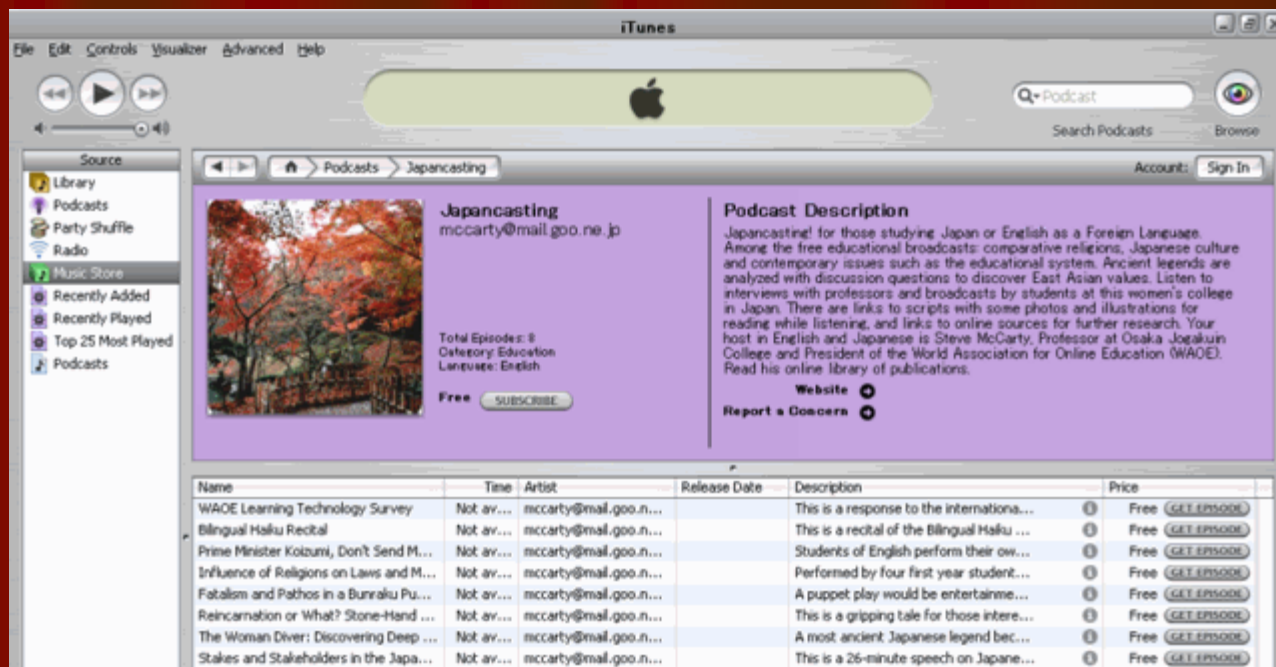 iTunes
File Edit Controls Visualizer Advanced Help
Podcast
Search Podcasts
Browse
Source
Library
Podcasts
Party Shuffle
Radio
Music Store
Recently Added
Recently Played
Top 25 Most Played
Podcasts
Podcasts Japancasting
Account: Sign In
Japancasting
mccarty@mail.goo.ne.jp
Total Episodes: 8
Category: Education
Language: English
Free SUBSCRIBE
Podcast Description
Japancasting! for those studying Japan or English as a Foreign Language.
Among the free educational broadcasts: comparative religions, Japanese culture
and contemporary issues such as the educational system. Ancient legends are
analyzed with discussion questions to discover East Asian values. Listen to
interviews with professors and broadcasts by students at this women's college
in Japan. There are links to scripts with some photos and illustrations for
reading while listening, and links to online sources for further research. Your
host in English and Japanese is Steve McCarty, Professor at Osaka Jogakuin
College and President of the World Association for Online Education (WAOE).
Read his online library of publications.
Website
Report a Concern
Name Time Artist Release Date Description Price
WAOE Learning Technology Survey Not av... mccarty@mail.goo.n... This is a response to the internationa... Free GET EPISODE
Bilingual Haiku Recital Not av... mccarty@mail.goo.n... This is a recital of the Bilingual Haiku ... Free GET EPISODE
Prime Minister Koizumi, Don't Send M... Not av... mccarty@mail.goo.n... Students of English perform their ow... Free GET EPISODE
Influence of Religions on Laws and M... Not av... mccarty@mail.goo.n... Performed by four first year student... Free GET EPISODE
Fatalism and Pathos in a Bunraku Pu... Not av... mccarty@mail.goo.n... A puppet play would be entertainme... Free GET EPISODE
Reincarnation or What? Stone-Hand ... Not av... mccarty@mail.goo.n... This is a gripping tale for those intere... Free GET EPISODE
The Woman Diver: Discovering Deep ... Not av... mccarty@mail.goo.n... A most ancient Japanese legend bec... Free GET EPISODE
Stakes and Stakeholders in the Japa... Not av... mccarty@mail.goo.n... This is a 26-minute speech on Japane... Free GET EPISODE